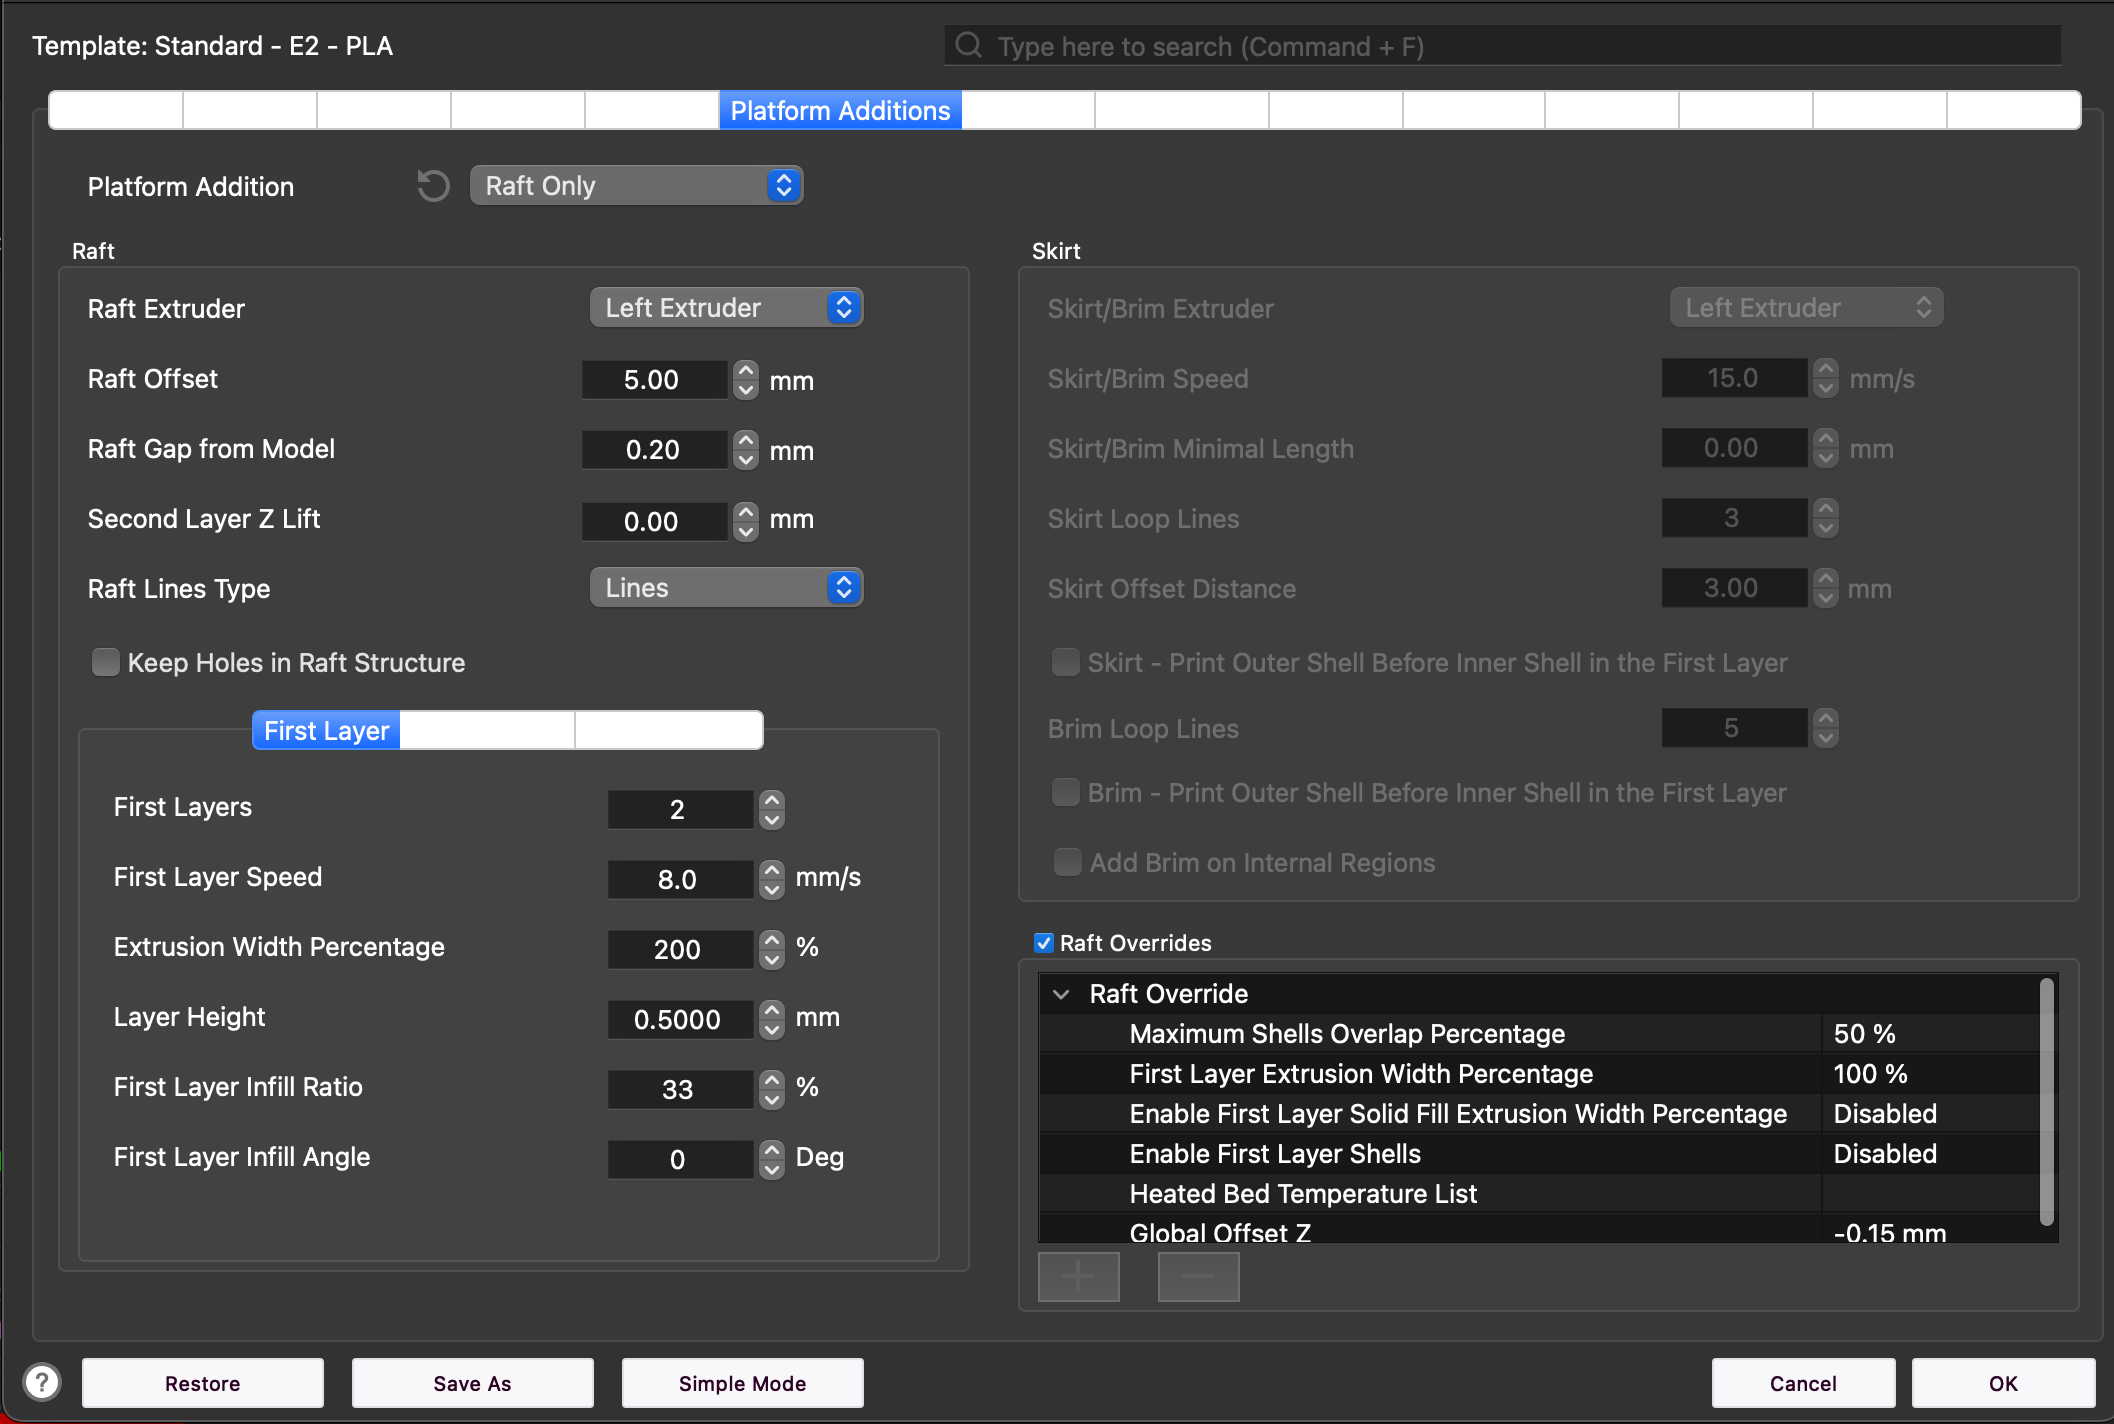 Template: Standard - E2 - PLA
Type here to search (Command + F)
Platform Additions
Platform Addition
Raft Only
Raft
Raft Extruder
Left Extruder
Raft Offset
5.00
mm
Raft Gap from Model
0.20
mm
Second Layer Z Lift
0.00
mm
Raft Lines Type
Lines
Keep Holes in Raft Structure
First Layer
First Layers
2
First Layer Speed
8.0
mm/s
Extrusion Width Percentage
200
%
Layer Height
0.5000
mm
First Layer Infill Ratio
33
%
First Layer Infill Angle
0
Deg
Skirt
Skirt/Brim Extruder
Left Extruder
Skirt/Brim Speed
15.0
mm/s
Skirt/Brim Minimal Length
0.00
mm
Skirt Loop Lines
3
Skirt Offset Distance
3.00
mm
Skirt - Print Outer Shell Before Inner Shell in the First Layer
Brim Loop Lines
5
Brim - Print Outer Shell Before Inner Shell in the First Layer
Add Brim on Internal Regions
Raft Overrides
Raft Override
Maximum Shells Overlap Percentage
50 %
First Layer Extrusion Width Percentage
100 %
Enable First Layer Solid Fill Extrusion Width Percentage
Disabled
Enable First Layer Shells
Disabled
Heated Bed Temperature List
Global Offset Z
-0.15 mm
?
Restore
Save As
Simple Mode
Cancel
OK